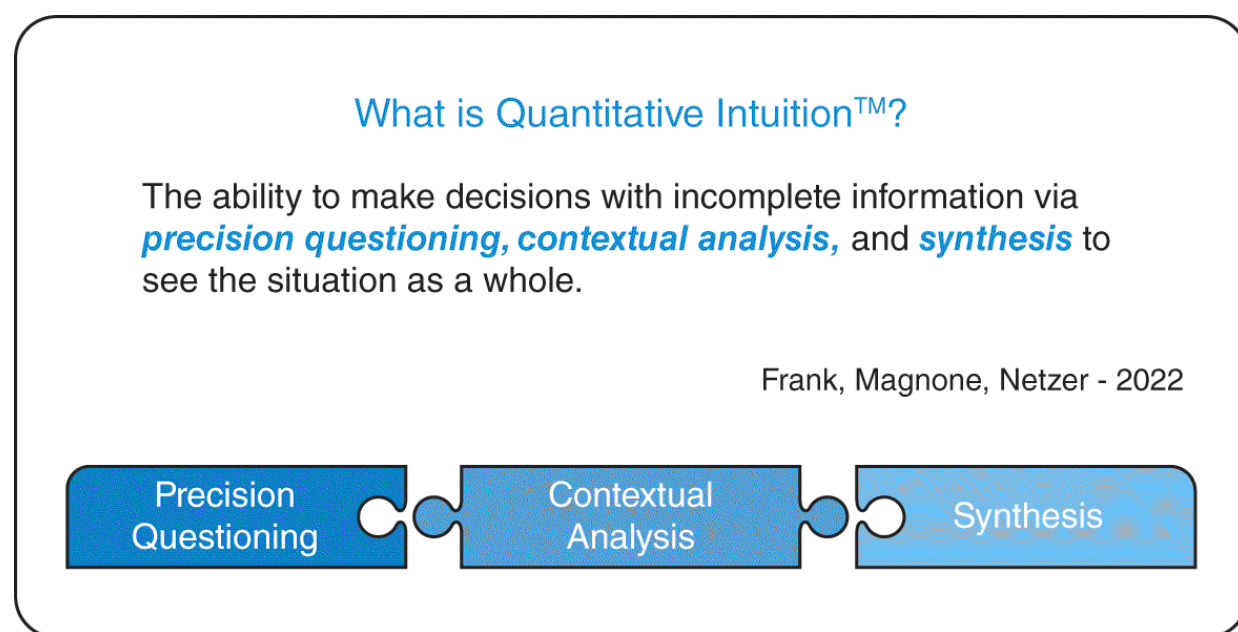 What is Quantitative Intuition™?
The ability to make decisions with incomplete information via
precision questioning, contextual analysis, and synthesis to
see the situation as a whole.
Frank, Magnone, Netzer - 2022
Precision
Questioning
Contextual
Analysis
Synthesis